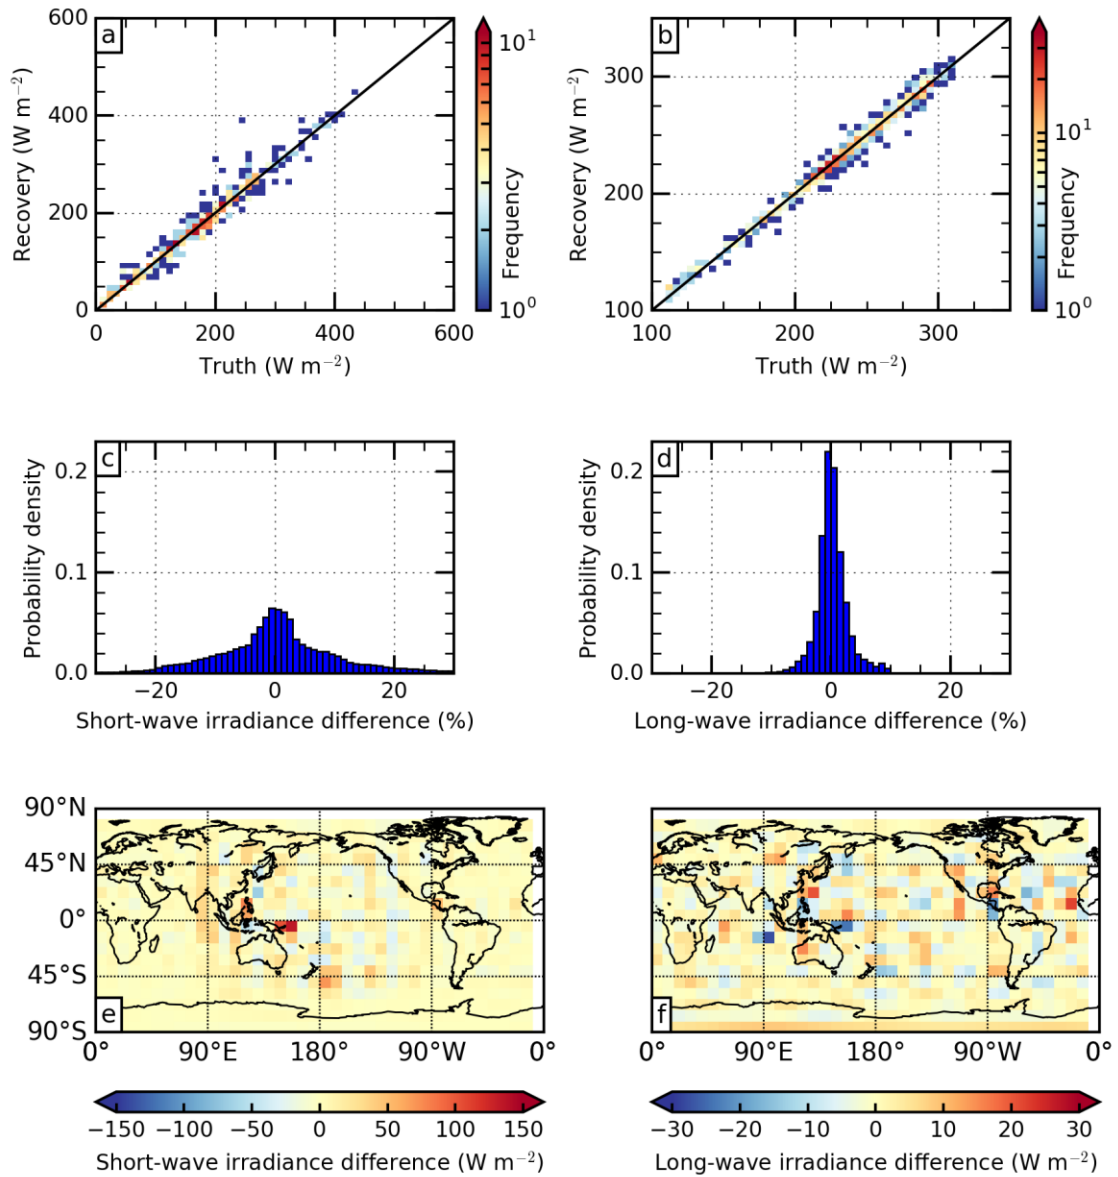 a
600
400
200
0
Recovery (W m⁻²)
0 200 400 600
Truth (W m⁻²)
10¹
10⁰
Frequency
b
300
200
100
Recovery (W m⁻²)
100 200 300
Truth (W m⁻²)
10¹
10⁰
Frequency
c
0.2
0.1
0.0
Probability density
−20 0 20
Short-wave irradiance difference (%)
d
0.2
0.1
0.0
Probability density
−20 0 20
Long-wave irradiance difference (%)
90°N
45°N
0°
45°S
90°S
e
0° 90°E 180° 90°W 0°
−150 −100 −50 0 50 100 150
Short-wave irradiance difference (W m⁻²)
f
0° 90°E 180° 90°W 0°
−30 −20 −10 0 10 20 30
Long-wave irradiance difference (W m⁻²)